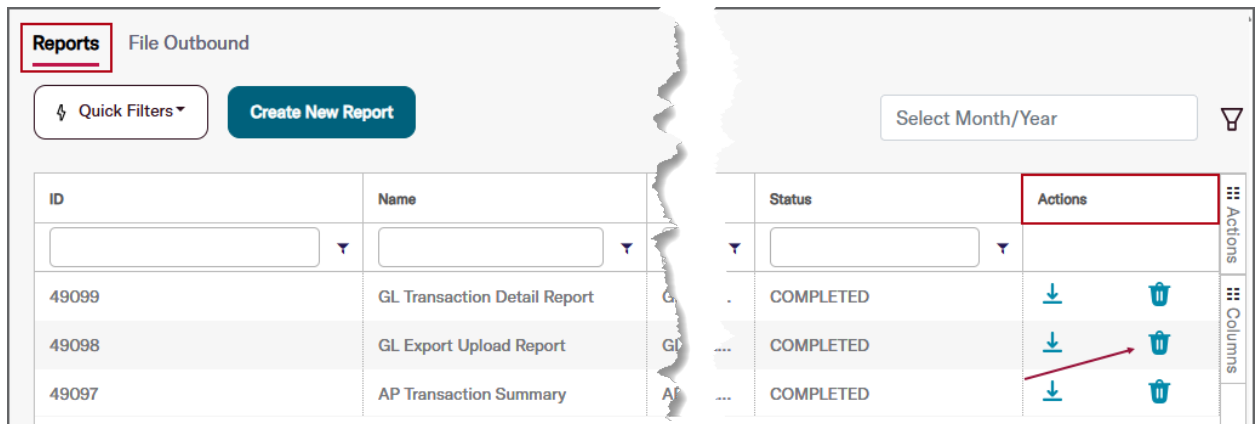 Reports File Outbound
Quick Filters Create New Report Select Month/Year
ID Name Status Actions
Actions
49099 GL Transaction Detail Report COMPLETED
49098 GL Export Upload Report COMPLETED
Columns
49097 AP Transaction Summary COMPLETED